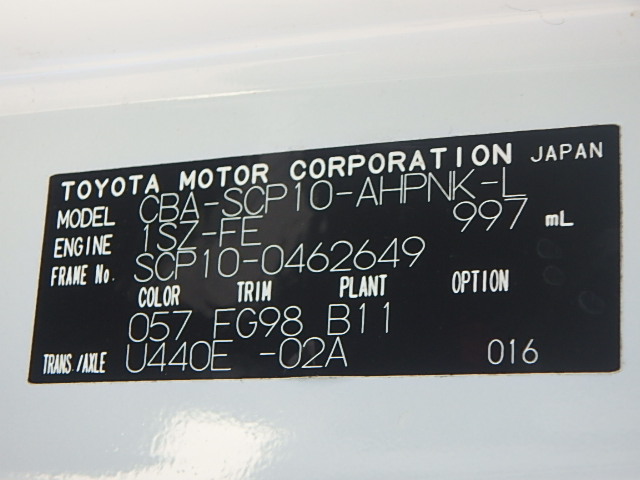 TOYOTA MOTOR CORPORATION JAPAN
MODEL CBA-SCP10-AHPNK-L
ENGINE 1SZ-FE 997 mL
FRAME No. SCP10-0462649
COLOR TRIM PLANT OPTION
057 FG98 B11
TRANS./AXLE U440E -02A 016